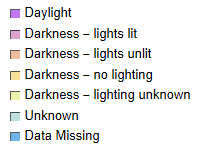 Daylight
Darkness – lights lit
Darkness – lights unlit
Darkness – no lighting
Darkness – lighting unknown
Unknown
Data Missing